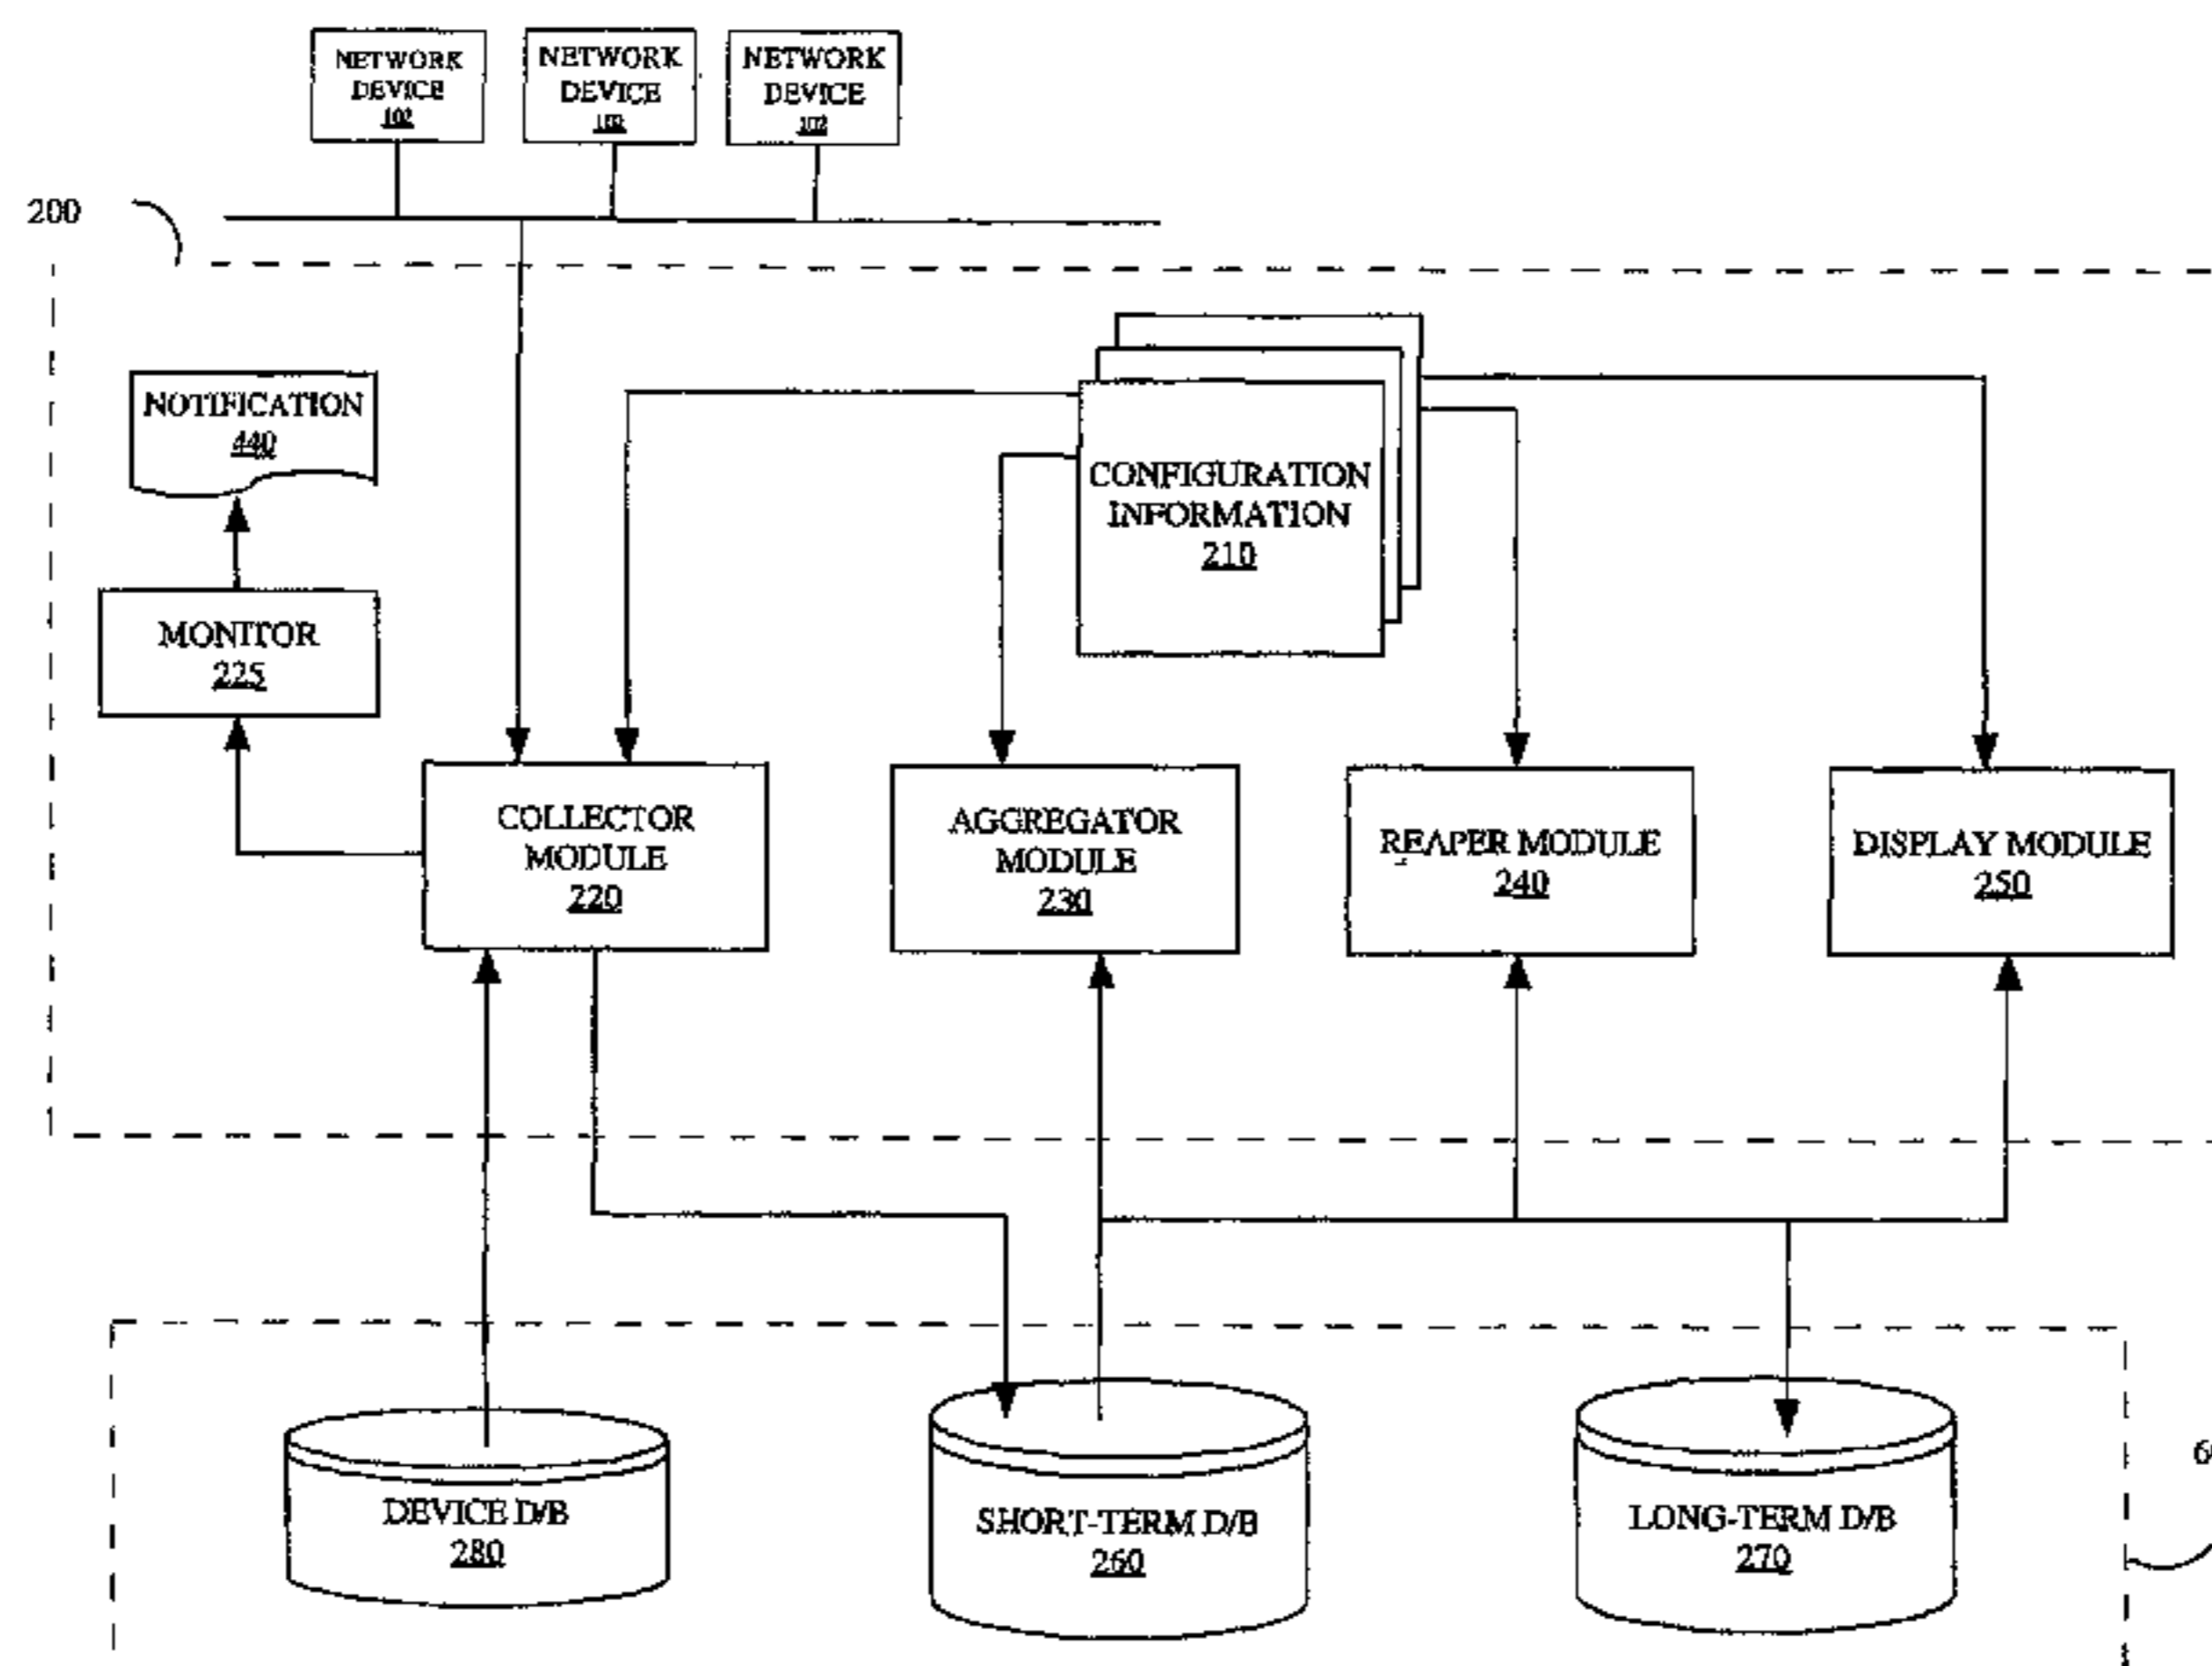 NETWORK
DEVICE
102
NETWORK
DEVICE
102
NETWORK
DEVICE
102
200
NOTIFICATION
440
CONFIGURATION
INFORMATION
210
MONITOR
225
COLLECTOR
MODULE
220
AGGREGATOR
MODULE
230
REAPER MODULE
240
DISPLAY MODULE
250
DEVICE D/B
280
SHORT-TERM D/B
260
LONG-TERM D/B
270